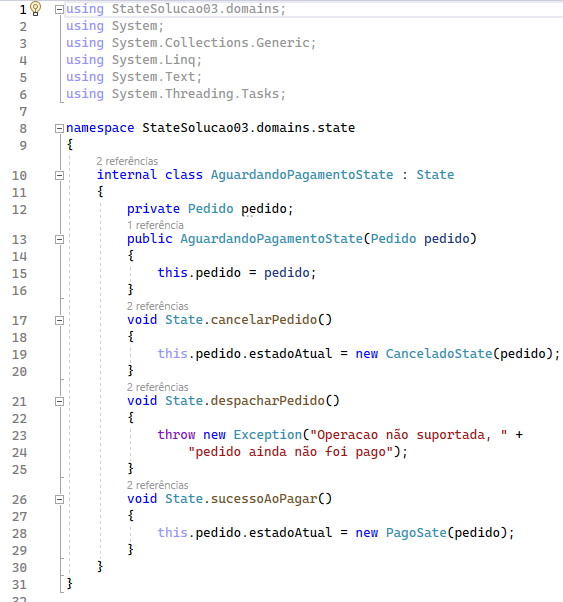 1 using StateSolucao03.domains;
2 using System;
3 using System.Collections.Generic;
4 using System.Linq;
5 using System.Text;
6 using System.Threading.Tasks;
7
8 namespace StateSolucao03.domains.state
9 {
2 referências
10 internal class AguardandoPagamentoState : State
11 {
12 private Pedido pedido;
1 referência
13 public AguardandoPagamentoState(Pedido pedido)
14 {
15 this.pedido = pedido;
16 }
2 referências
17 void State.cancelarPedido()
18 {
19 this.pedido.estadoAtual = new CanceladoState(pedido);
20 }
2 referências
21 void State.despacharPedido()
22 {
23 throw new Exception("Operacao não suportada, " +
24 "pedido ainda não foi pago");
25 }
2 referências
26 void State.sucessoAoPagar()
27 {
28 this.pedido.estadoAtual = new PagoSate(pedido);
29 }
30 }
31 }
32